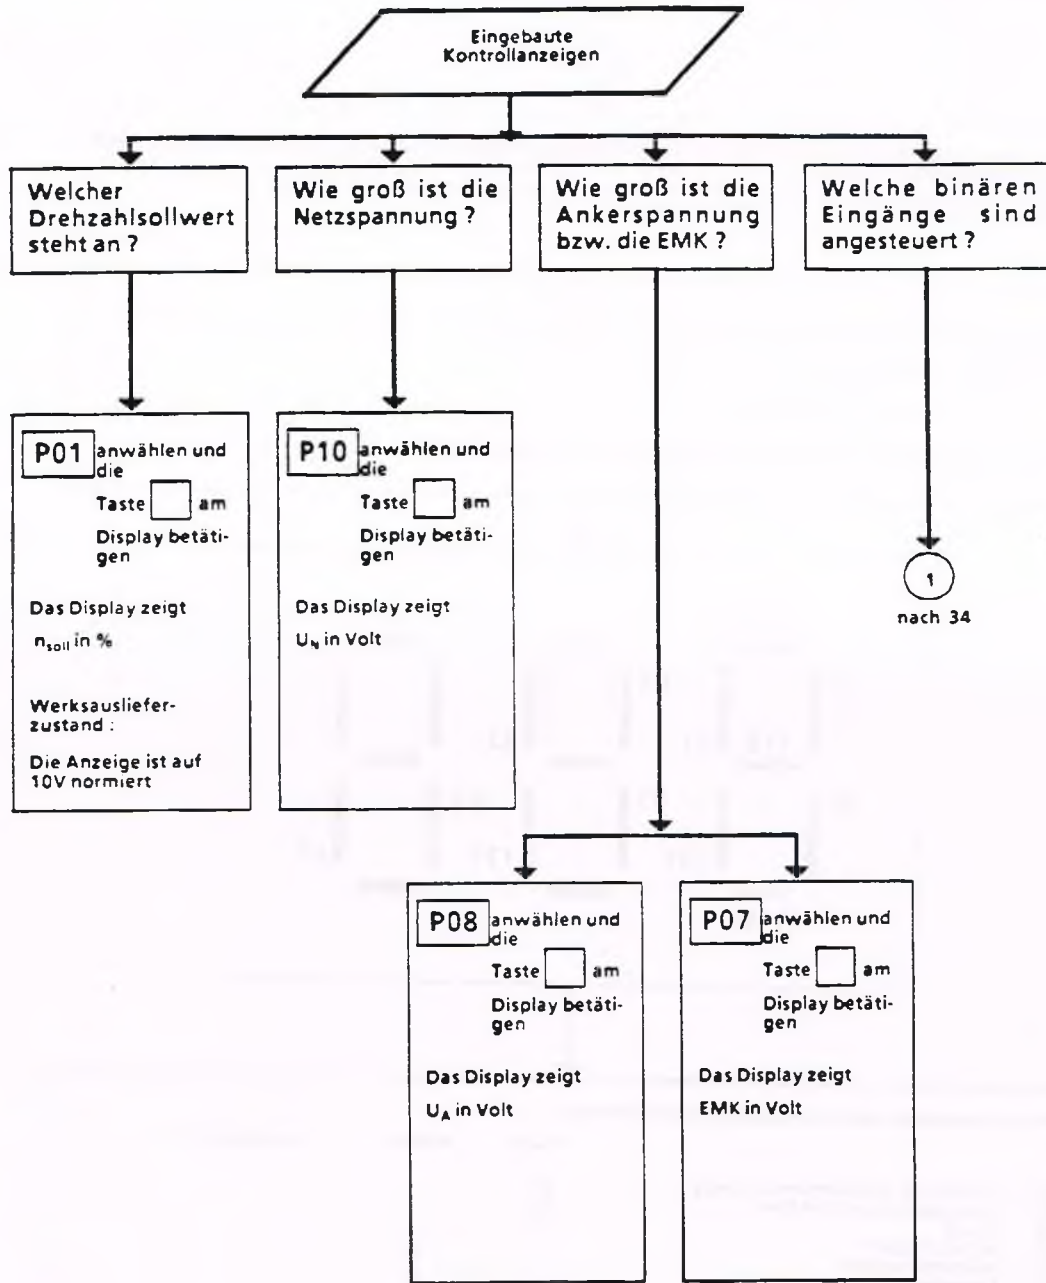 Eingebaute
Kontrollanzeigen
Welcher
Drehzahlsollwert
steht an ?
Wie groß ist die
Netzspannung ?
Wie groß ist die
Ankerspannung
bzw. die EMK ?
Welche binären
Eingänge sind
angesteuert ?
P01 anwählen und
die
Taste am
Display betäti-
gen
Das Display zeigt
nsoll in %
Werksausliefer-
zustand :
Die Anzeige ist auf
10V normiert
P10 anwählen und
die
Taste am
Display betäti-
gen
Das Display zeigt
UN in Volt
1
nach 34
P08 anwählen und
die
Taste am
Display betäti-
gen
Das Display zeigt
UA in Volt
P07 anwählen und
die
Taste am
Display betäti-
gen
Das Display zeigt
EMK in Volt